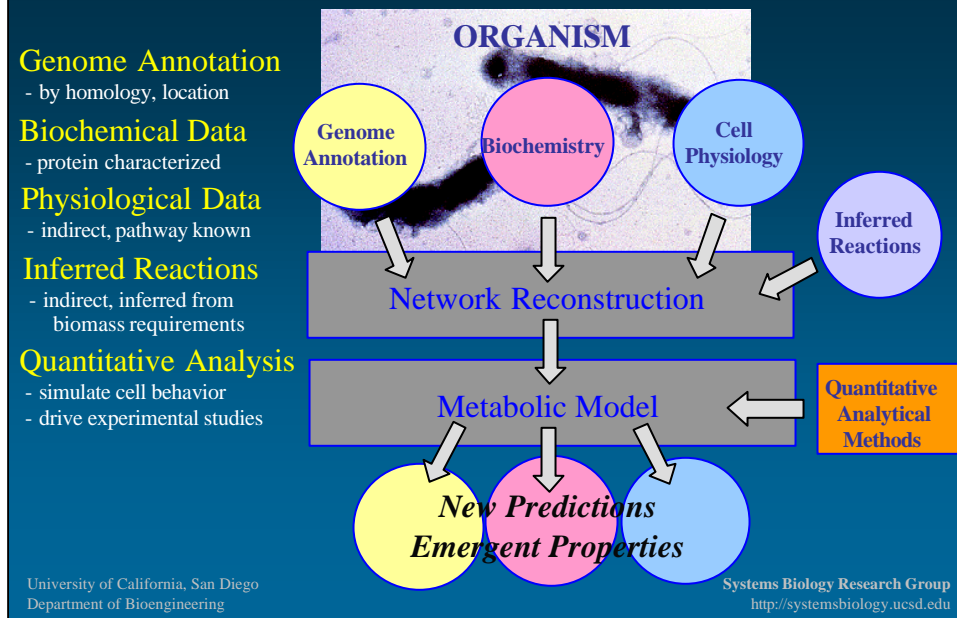 ORGANISM
Genome Annotation
- by homology, location
Biochemical Data
- protein characterized
Physiological Data
- indirect, pathway known
Inferred Reactions
- indirect, inferred from
biomass requirements
Quantitative Analysis
- simulate cell behavior
- drive experimental studies
Genome
Annotation
Biochemistry
Cell
Physiology
Inferred
Reactions
Network Reconstruction
Metabolic Model
Quantitative
Analytical
Methods
New Predictions
Emergent Properties
University of California, San Diego
Department of Bioengineering
Systems Biology Research Group
http://systemsbiology.ucsd.edu